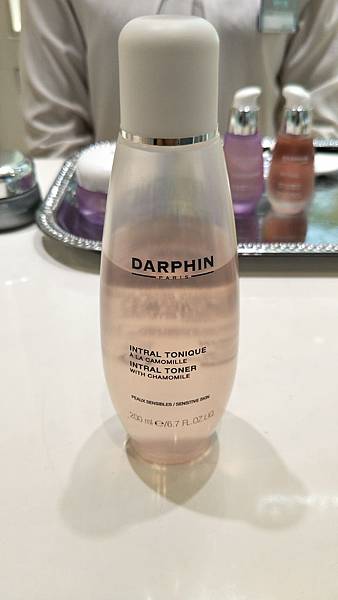 DARPHIN
PARIS
INTRAL TONIQUE
À LA CAMOMILLE
INTRAL TONER
WITH CHAMOMILE
PEAUX SENSIBLES / SENSITIVE SKIN
200 ml ℮/6.7 FL.OZ.LIQ.
DARPHIN